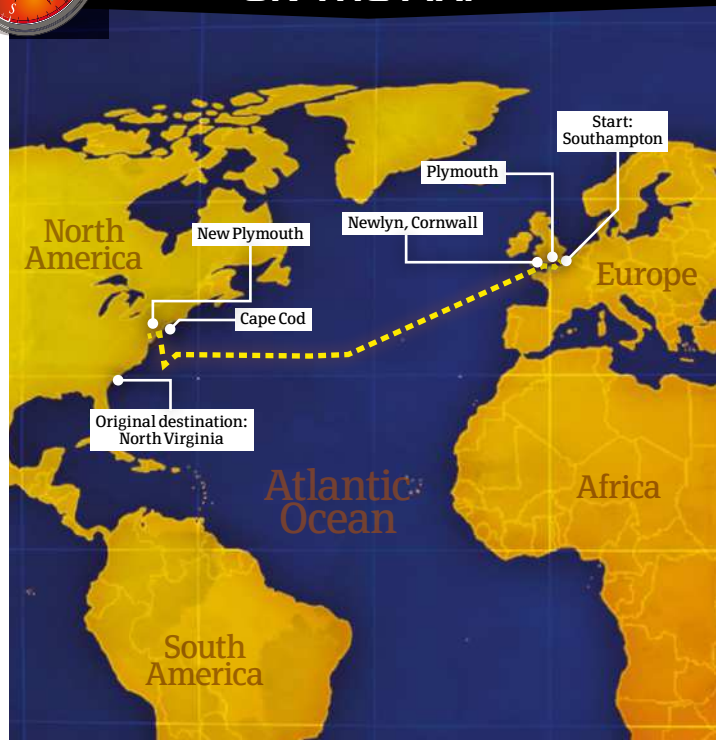 Start:
Southampton
Plymouth
Newlyn, Cornwall
North
America
New Plymouth
Europe
Cape Cod
Original destination:
North Virginia
Atlantic
Ocean
Africa
South
America